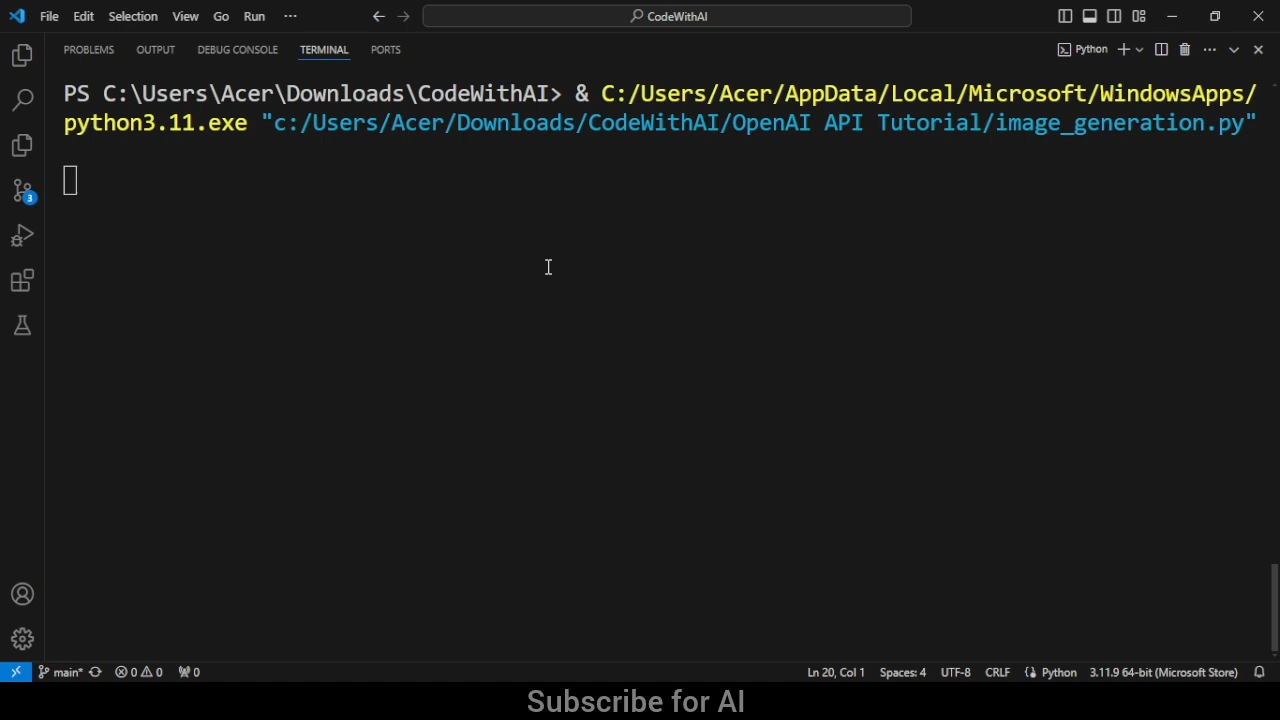 File Edit Selection View Go Run ··· CodeWithAI
PROBLEMS OUTPUT DEBUG CONSOLE TERMINAL PORTS Python
PS C:\Users\Acer\Downloads\CodeWithAI> & C:/Users/Acer/AppData/Local/Microsoft/WindowsApps/
python3.11.exe "c:/Users/Acer/Downloads/CodeWithAI/OpenAI API Tutorial/image_generation.py"
3
main* 0 0 0 Ln 20, Col 1 Spaces: 4 UTF-8 CRLF Python 3.11.9 64-bit (Microsoft Store)
Subscribe for AI